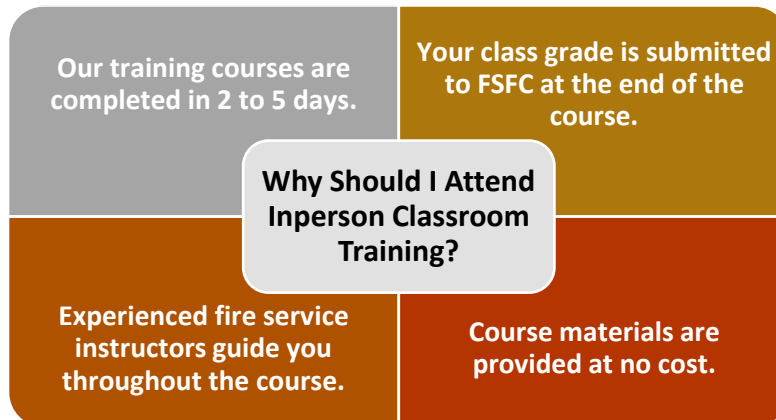 Our training courses are
completed in 2 to 5 days.
Your class grade is submitted
to FSFC at the end of the
course.
Why Should I Attend
Inperson Classroom
Training?
Experienced fire service
instructors guide you
throughout the course.
Course materials are
provided at no cost.